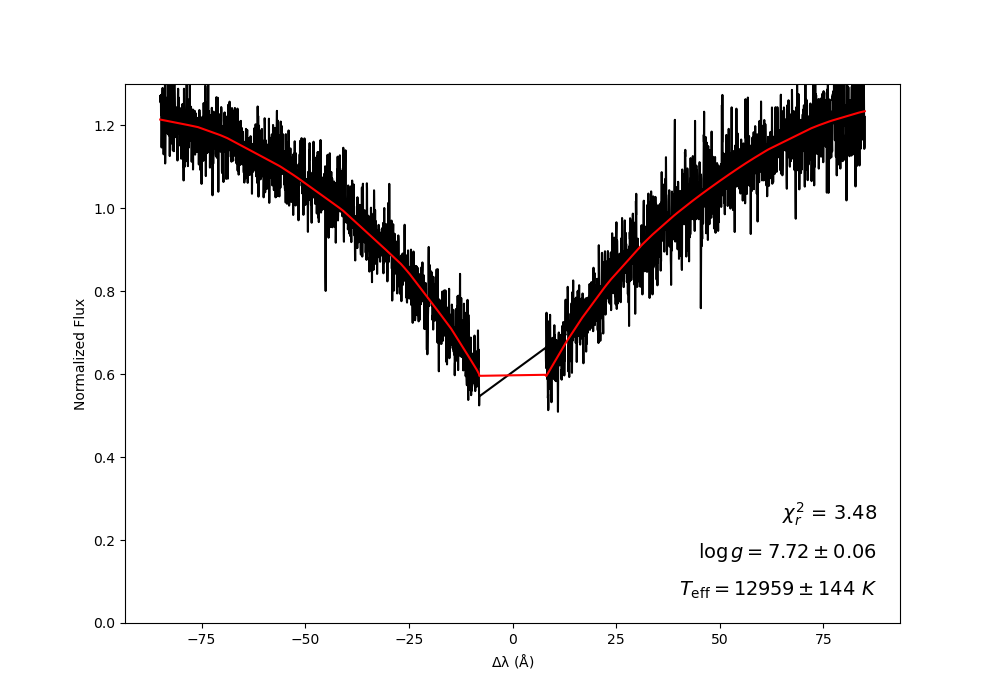 1.2
1.0
0.8
0.6
0.4
0.2
0.0
Normalized Flux
χ²ᵣ = 3.48
log g = 7.72 ± 0.06
T_eff = 12959 ± 144 K
−75 −50 −25 0 25 50 75
Δλ (Å)